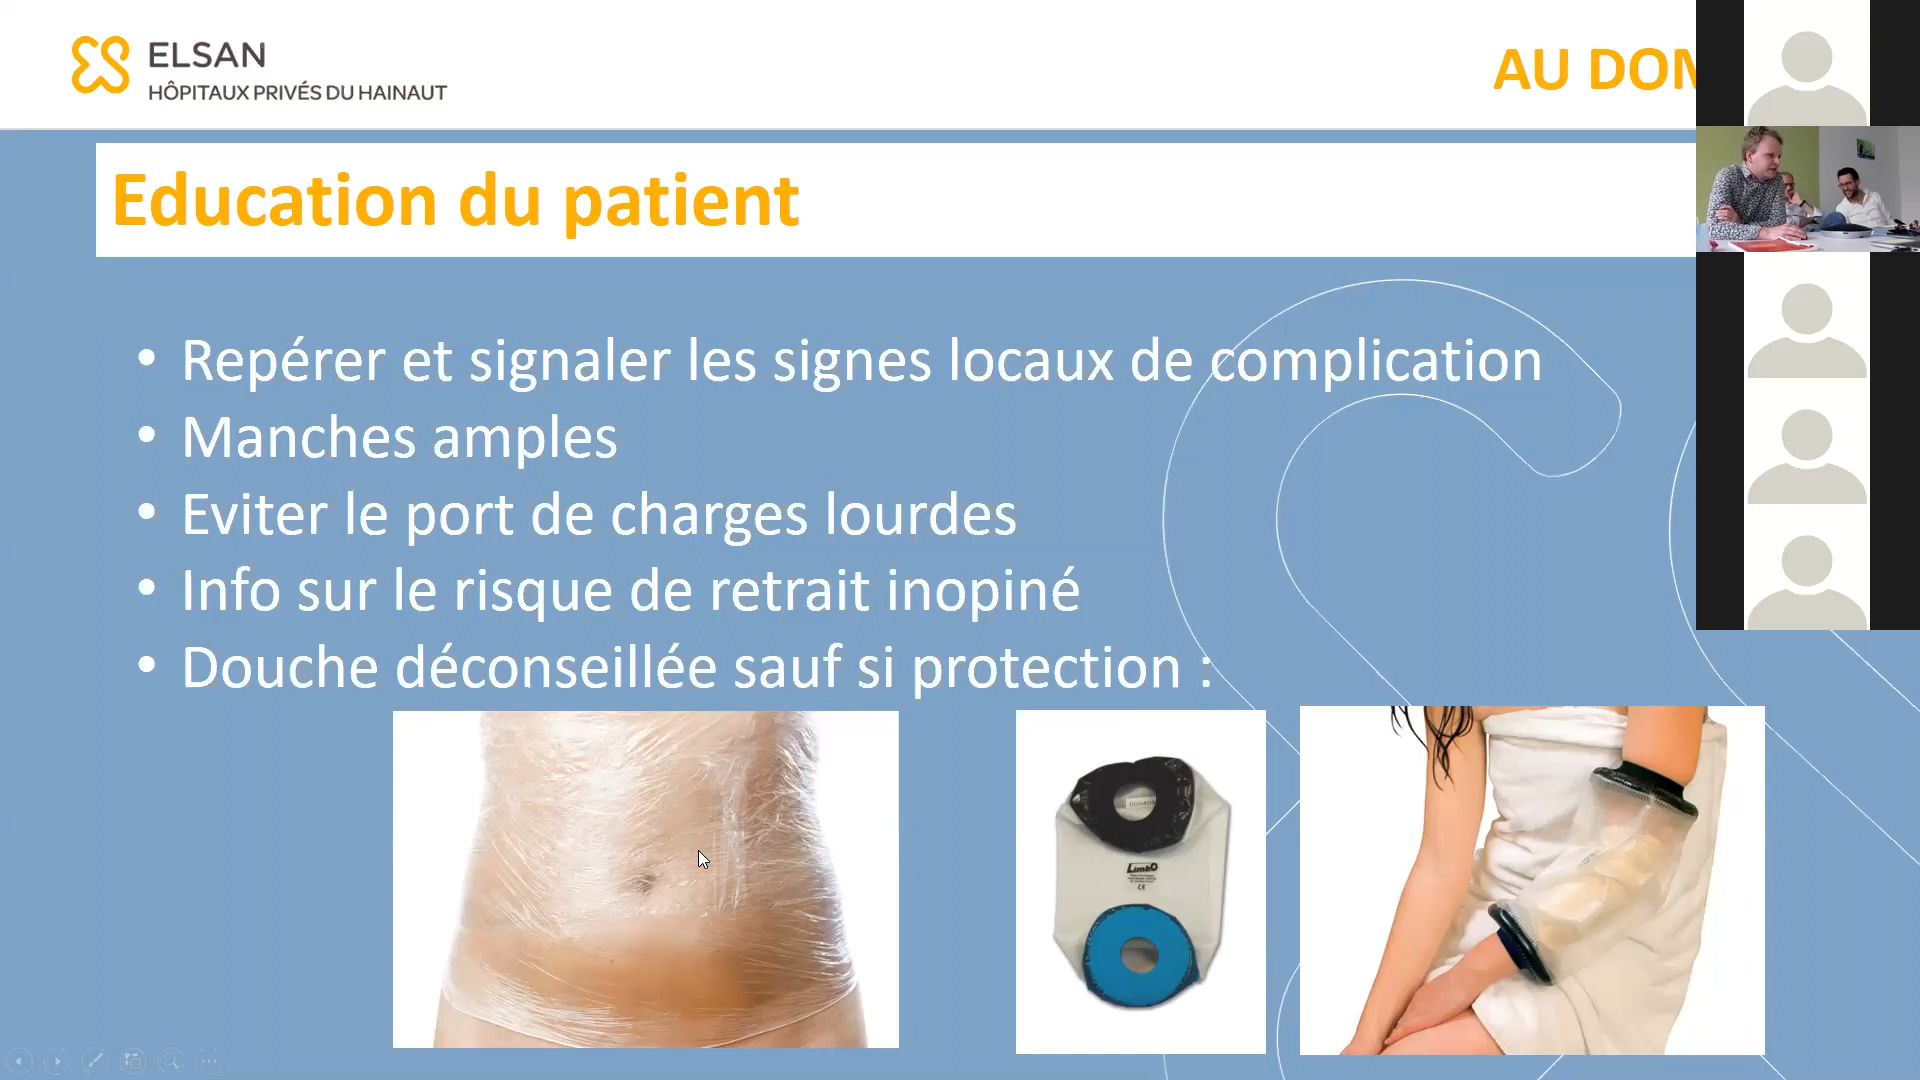 ELSAN
HÔPITAUX PRIVÉS DU HAINAUT
AU DOM
Education du patient
• Repérer et signaler les signes locaux de complication
• Manches amples
• Eviter le port de charges lourdes
• Info sur le risque de retrait inopiné
• Douche déconseillée sauf si protection :
LimbO